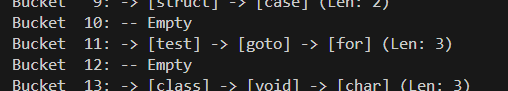 Bucket  9: -> [struct] -> [case] (Len: 2)
Bucket 10: -- Empty
Bucket 11: -> [test] -> [goto] -> [for] (Len: 3)
Bucket 12: -- Empty
Bucket 13: -> [class] -> [void] -> [char] (Len: 3)